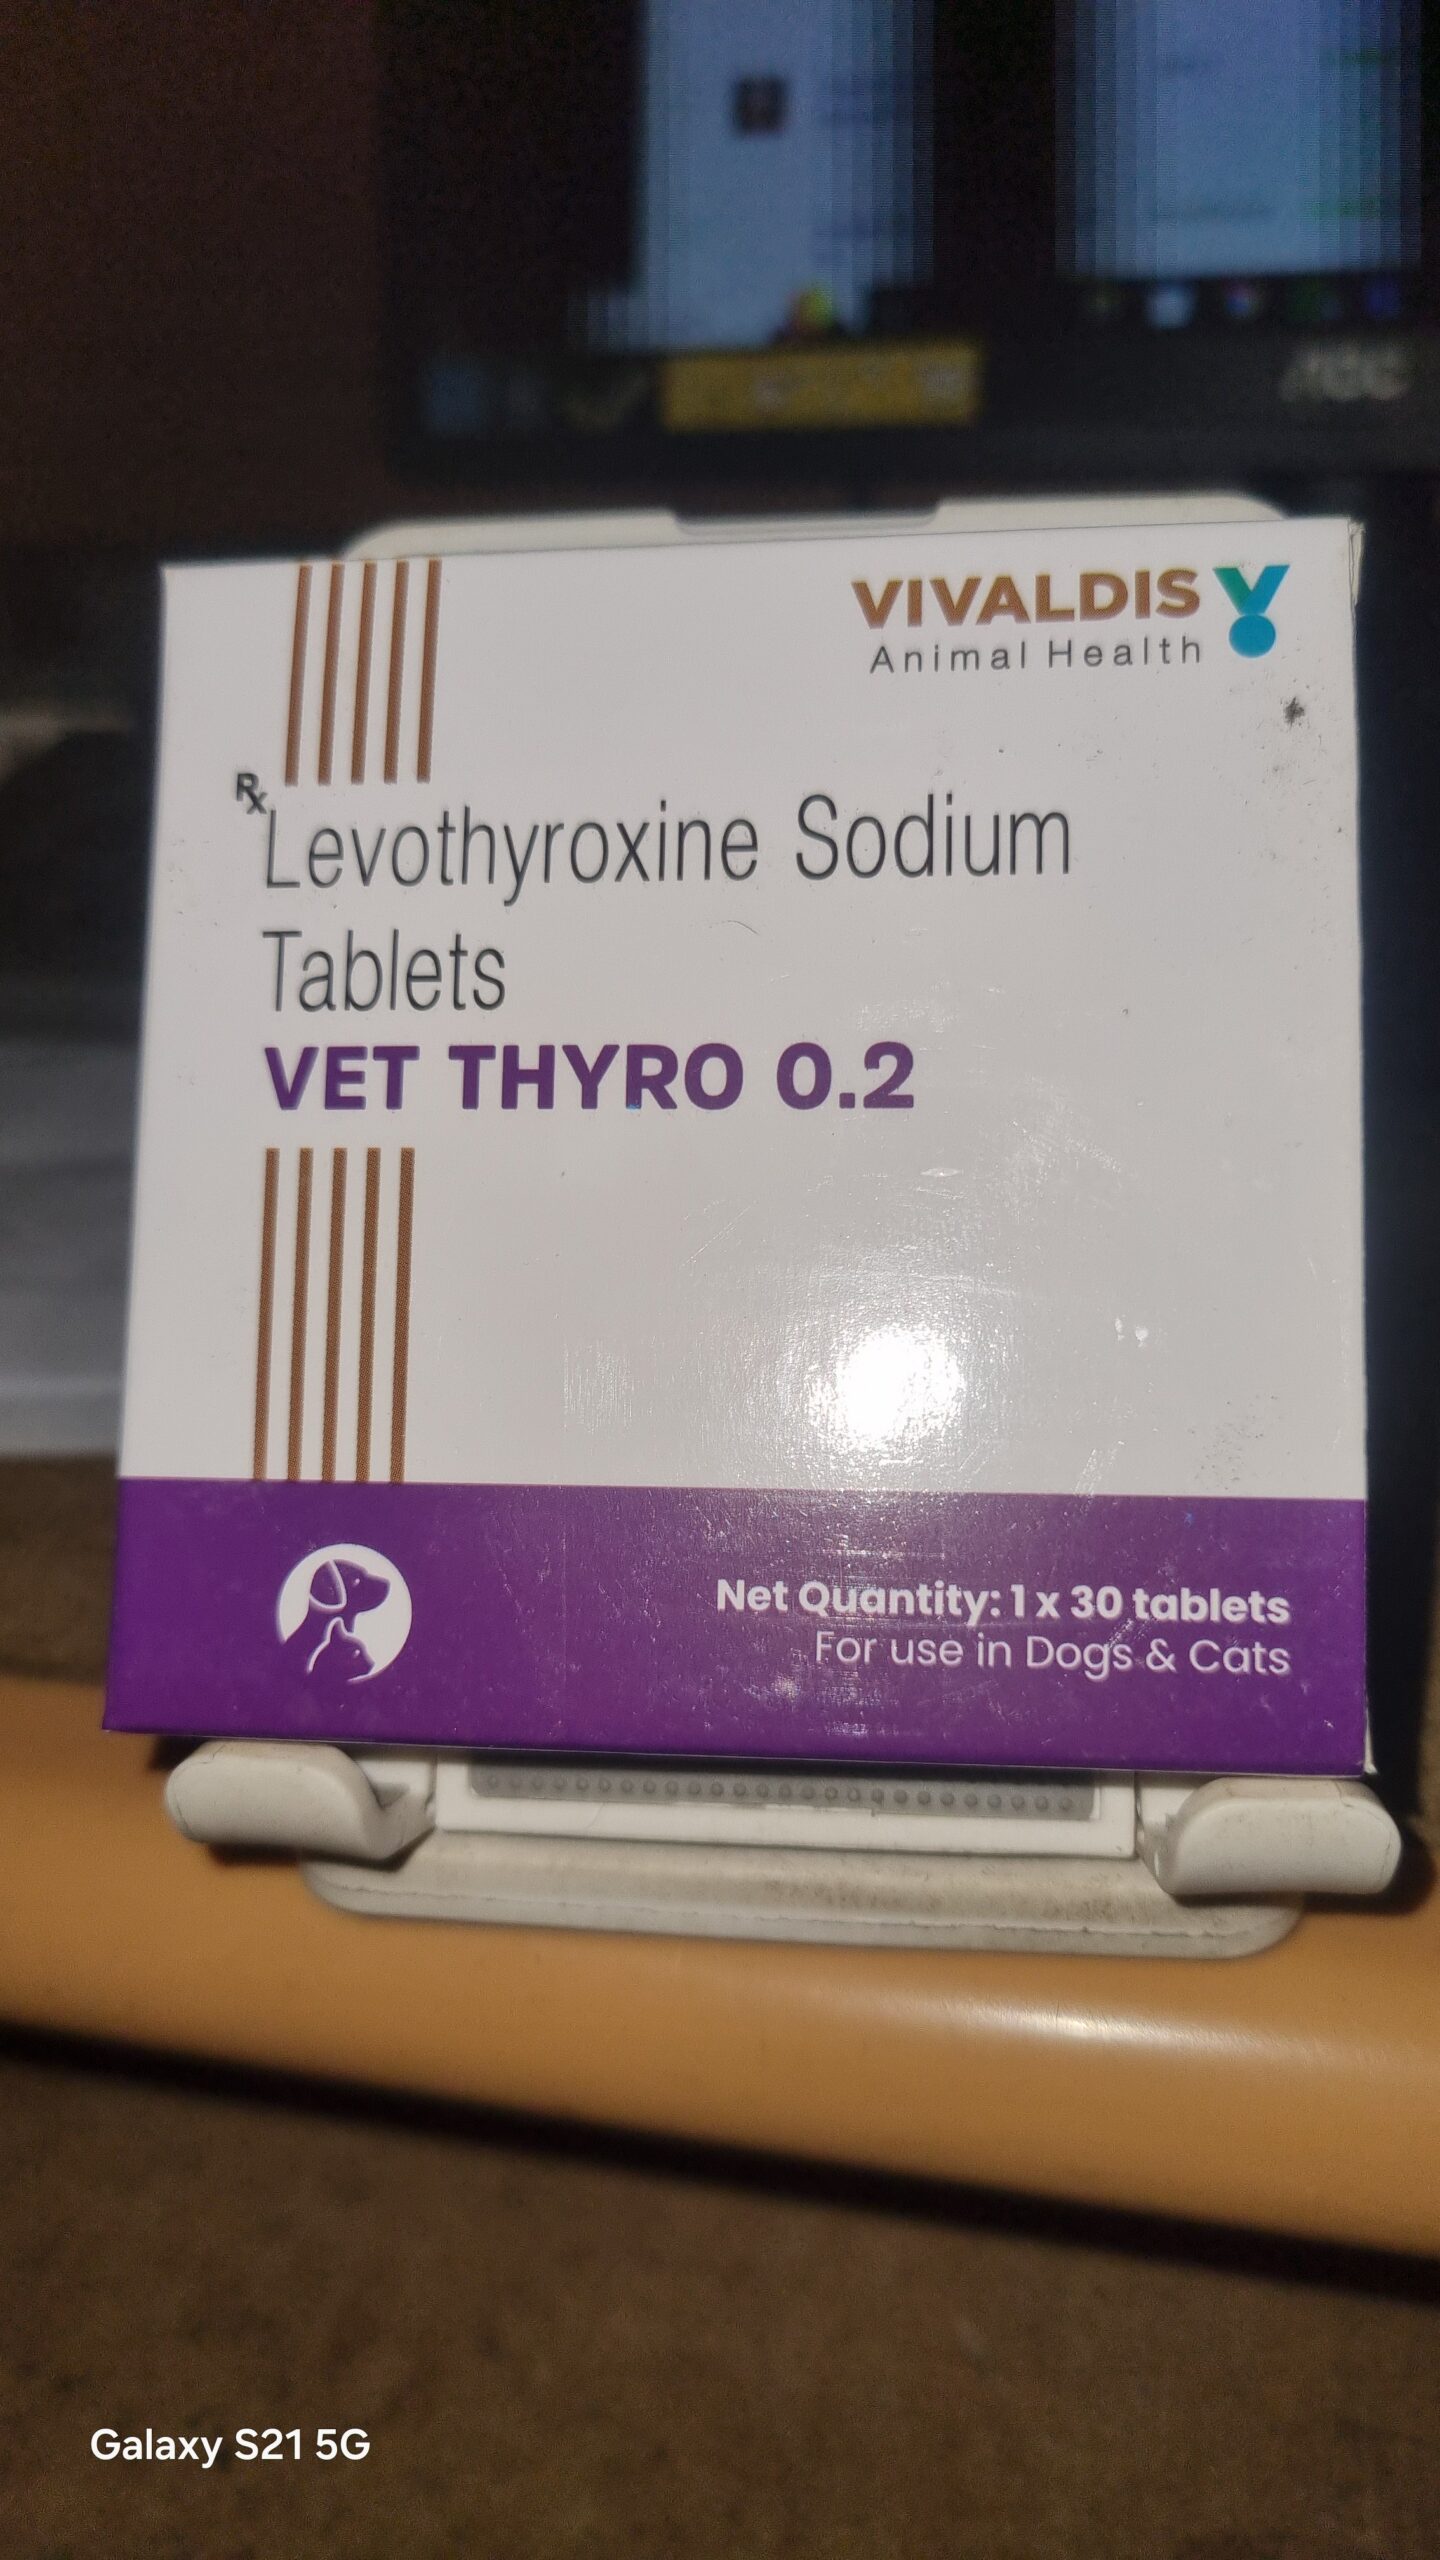 VIVALDIS
Animal Health
Rx
Levothyroxine Sodium
Tablets
VET THYRO 0.2
Net Quantity: 1 x 30 tablets
For use in Dogs & Cats
Galaxy S21 5G